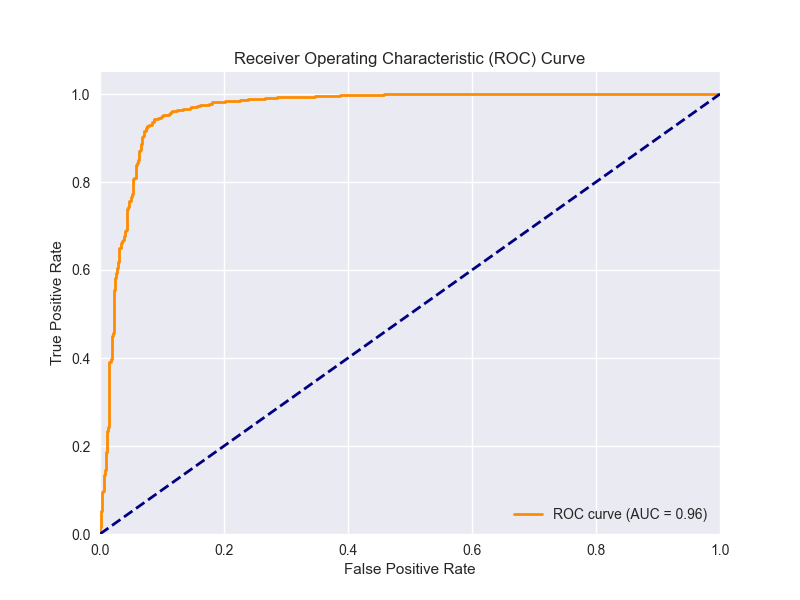 Receiver Operating Characteristic (ROC) Curve
True Positive Rate
1.0
0.8
0.6
0.4
0.2
0.0
ROC curve (AUC = 0.96)
0.0 0.2 0.4 0.6 0.8 1.0
False Positive Rate